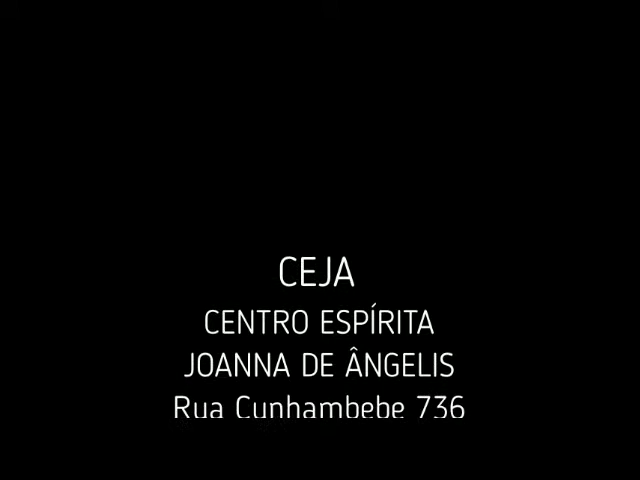 CEJA
CENTRO ESPÍRITA
JOANNA DE ÂNGELIS
Rua Cunhambebe 736